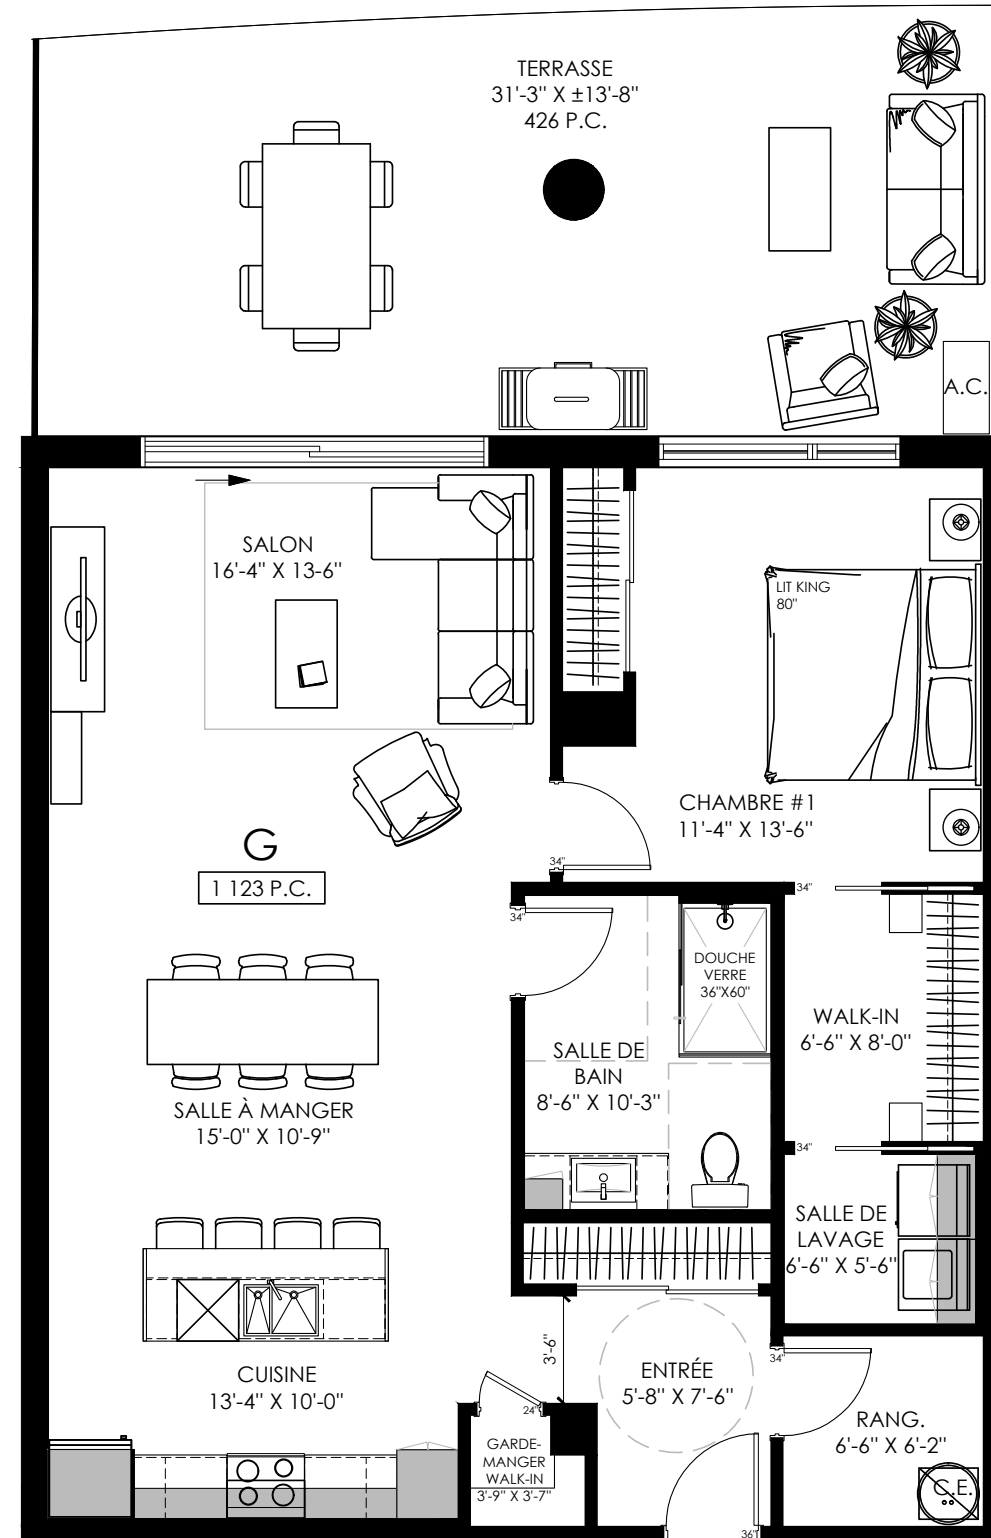 TERRASSE
31'-3" X ±13'-8"
426 P.C.
A.C.
SALON
16'-4" X 13-6"
LIT KING
80"
CHAMBRE #1
11'-4" X 13'-6"
G
1 123 P.C.
34"
34"
34"
DOUCHE
VERRE
36"X60"
WALK-IN
6'-6" X 8'-0"
SALLE DE
BAIN
8'-6" X 10'-3"
SALLE À MANGER
15'-0" X 10'-9"
34"
SALLE DE
LAVAGE
6'-6" X 5'-6"
3'-6"
34"
ENTRÉE
5'-8" X 7'-6"
CUISINE
13'-4" X 10'-0"
24"
RANG.
6'-6" X 6'-2"
GARDE-
MANGER
WALK-IN
3'-9" X 3'-7"
C.E.
36"